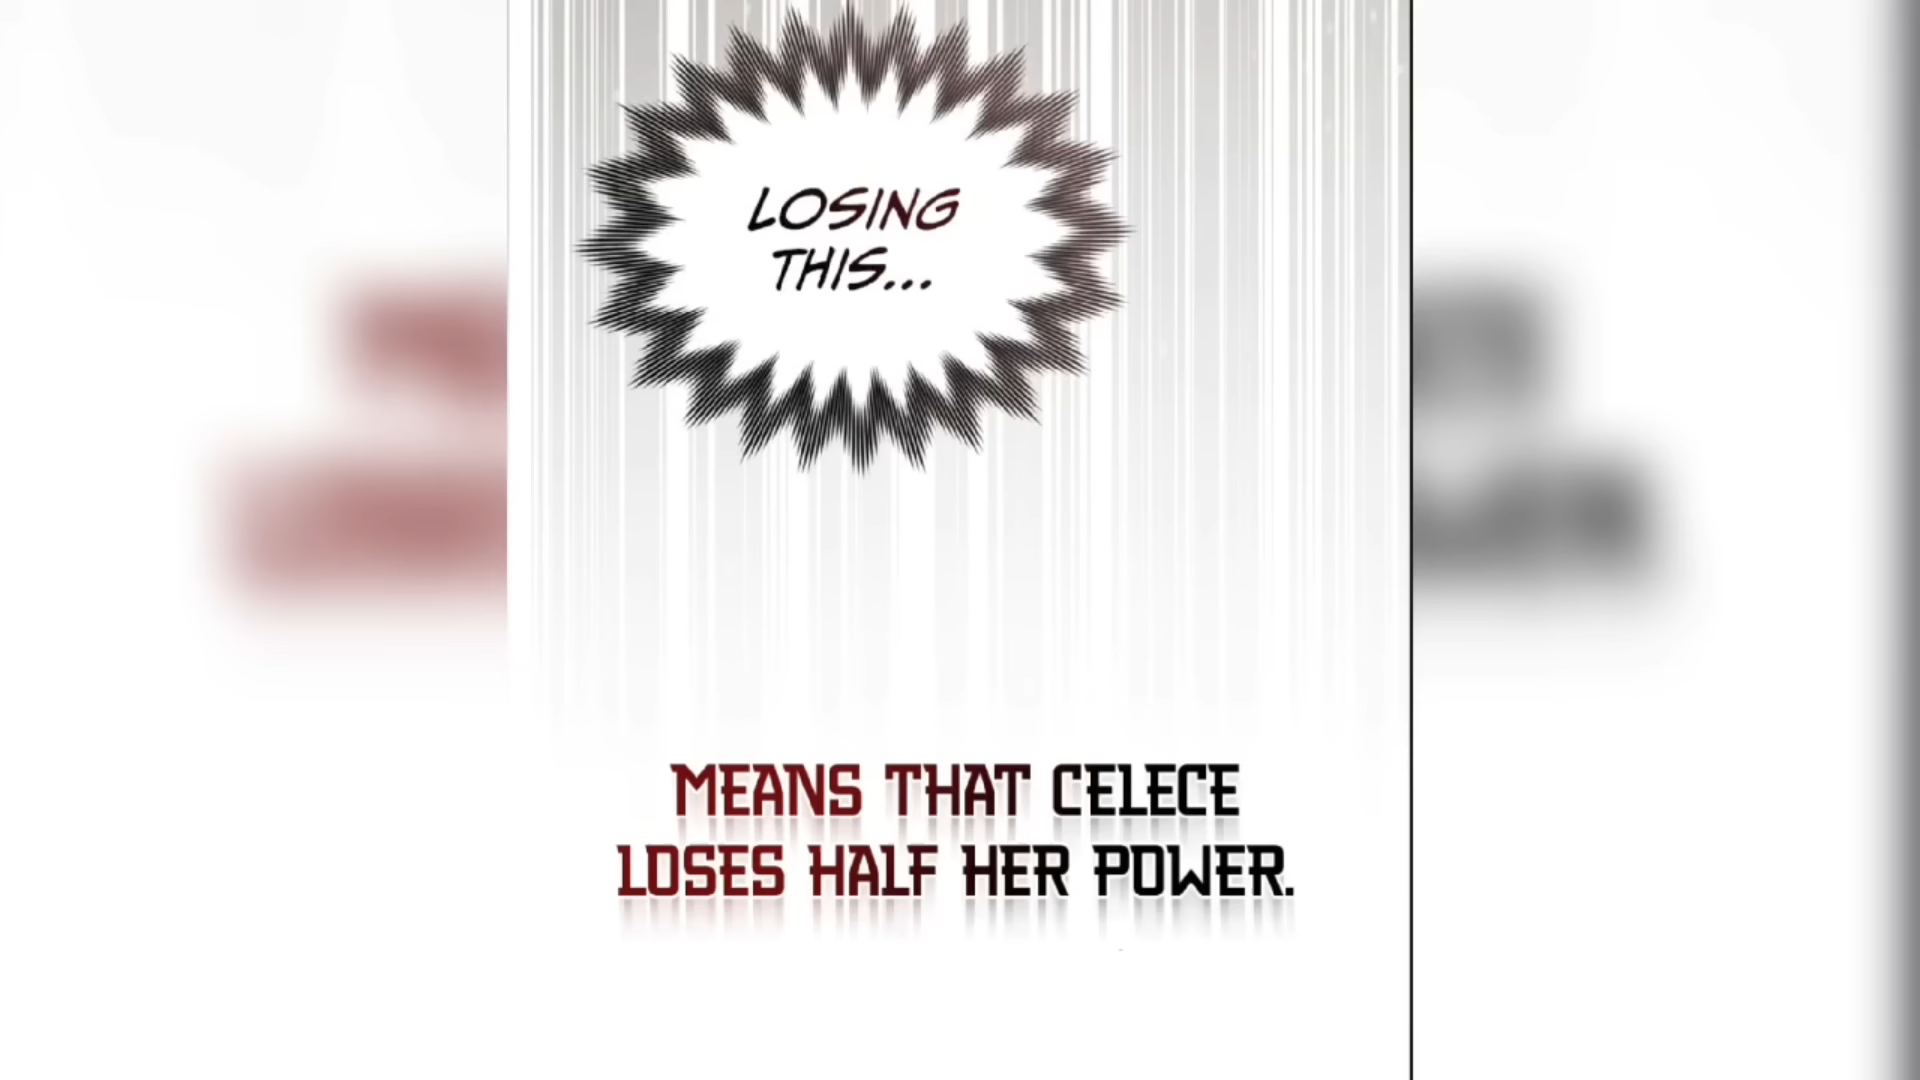 LOSING
THIS...
MEANS THAT CELECE
LOSES HALF HER POWER.